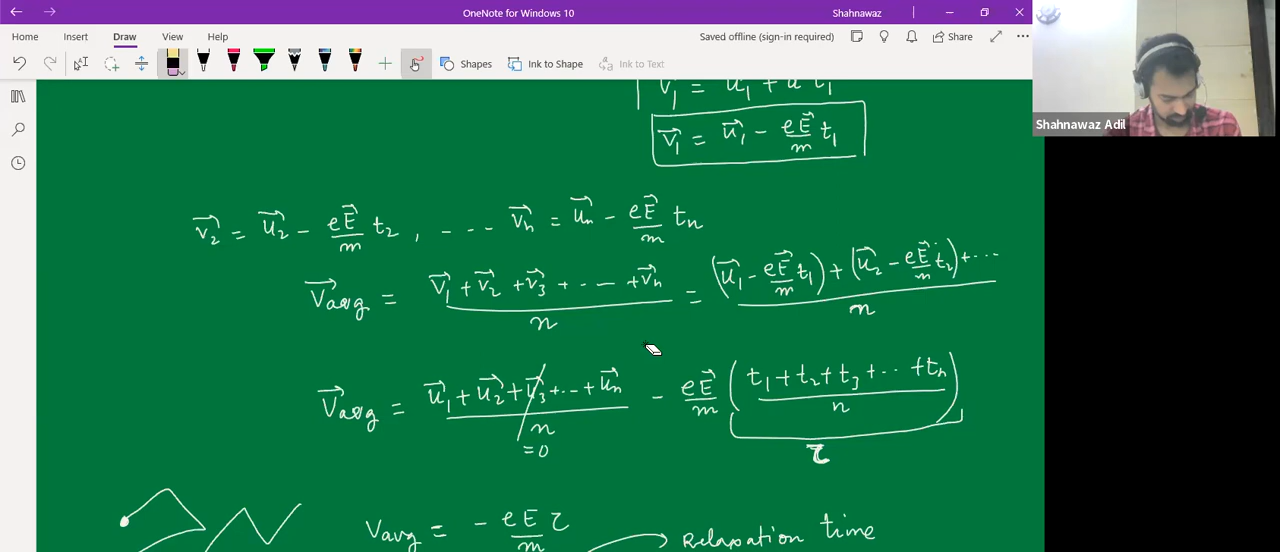 OneNote for Windows 10
Shahnawaz
Home Insert Draw View Help
Saved offline (sign-in required)
Share
Shapes
Ink to Shape
Ink to Text
Shahnawaz Adil
v⃗₁ = u⃗₁ + a⃗ t₁
v⃗₁ = u⃗₁ - eE⃗/m t₁
v⃗₂ = u⃗₂ - eE⃗/m t₂ , - - - - v⃗ₙ = u⃗ₙ - eE⃗/m tₙ
V⃗avg = (v⃗₁ + v⃗₂ + v⃗₃ + ..... + v⃗ₙ)/n = ((u⃗₁ - eE⃗/m t₁) + (u⃗₂ - eE⃗/m t₂) + ....)/n
V⃗avg = (u⃗₁ + u⃗₂ + u⃗₃ + ... + u⃗ₙ)/n - eE⃗/m ((t₁ + t₂ + t₃ + ... + tₙ)/n)
= 0
τ
Vavg = - eE/m τ
Relaxation time